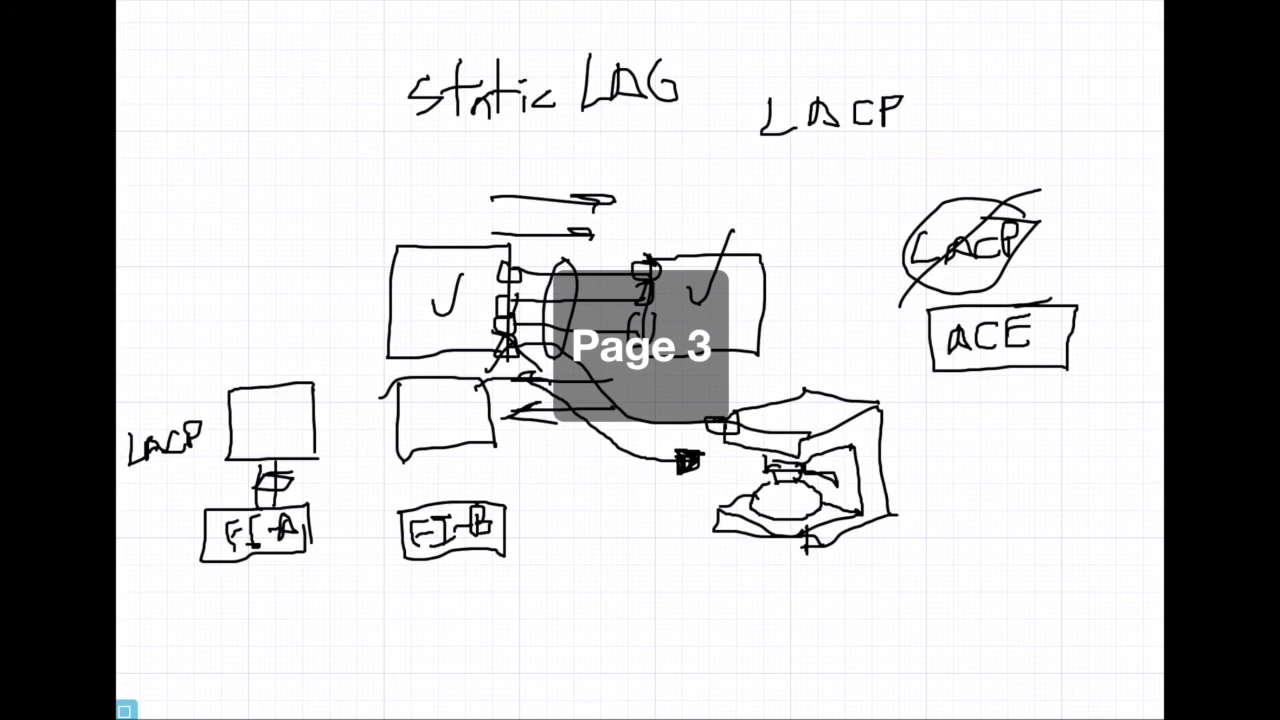 Static LAG
LACP
LACP
ACE
Page 3
LACP
FI-A
FI-B